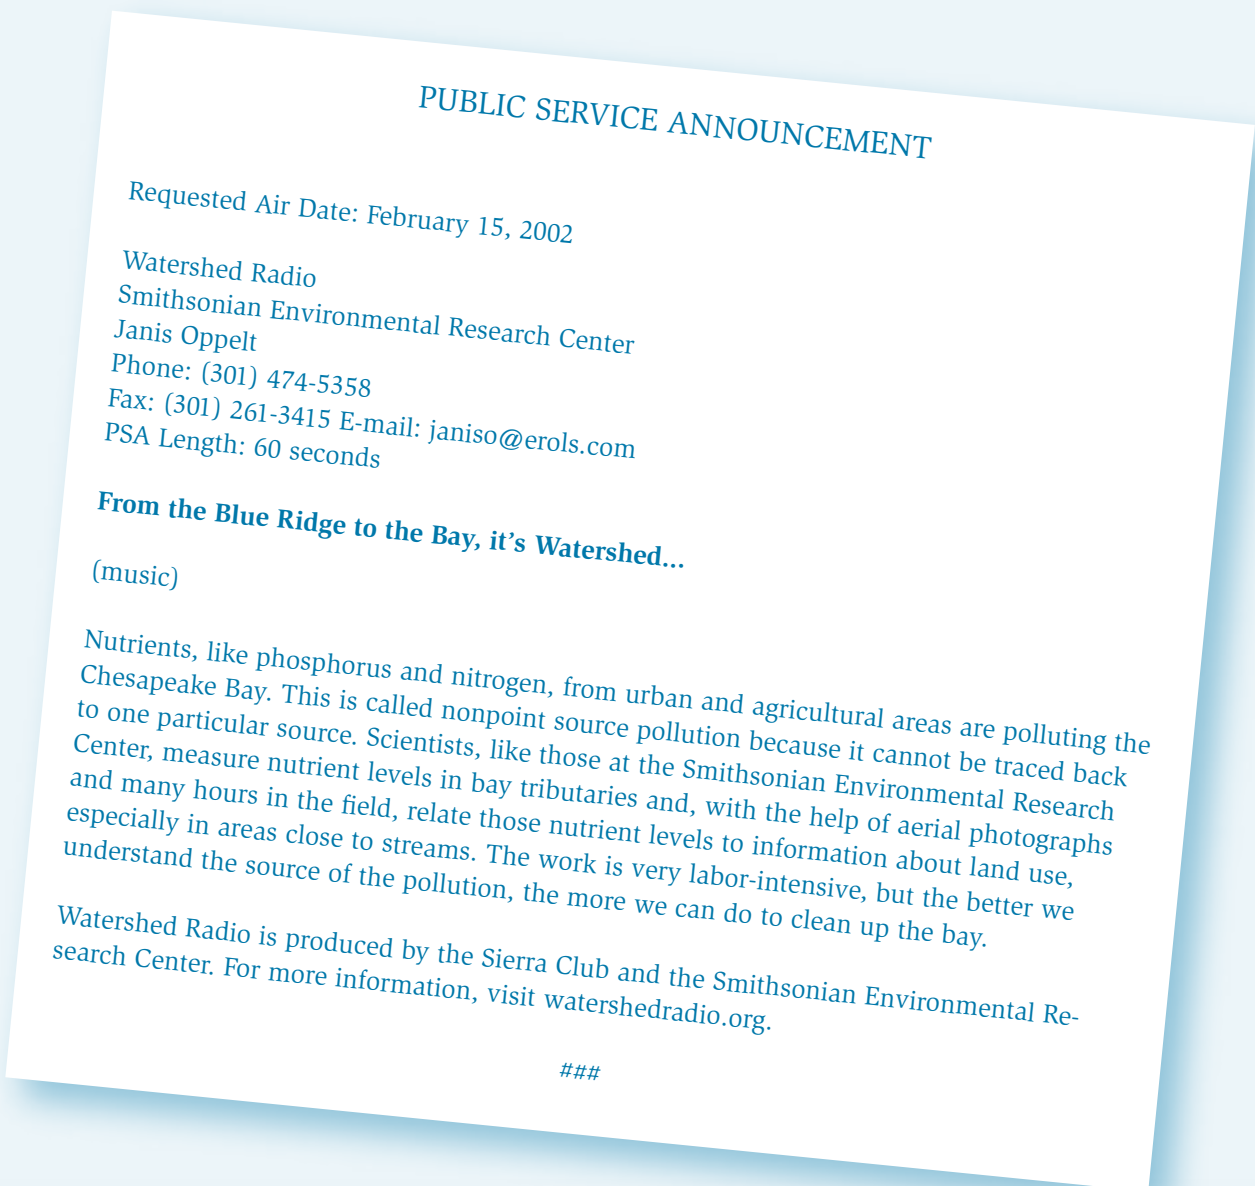 PUBLIC SERVICE ANNOUNCEMENT
Requested Air Date: February 15, 2002
Watershed Radio
Smithsonian Environmental Research Center
Janis Oppelt
Phone: (301) 474-5358
Fax: (301) 261-3415 E-mail: janiso@erols.com
PSA Length: 60 seconds
From the Blue Ridge to the Bay, it’s Watershed...
(music)
Nutrients, like phosphorus and nitrogen, from urban and agricultural areas are polluting the
Chesapeake Bay. This is called nonpoint source pollution because it cannot be traced back
to one particular source. Scientists, like those at the Smithsonian Environmental Research
Center, measure nutrient levels in bay tributaries and, with the help of aerial photographs
and many hours in the field, relate those nutrient levels to information about land use,
especially in areas close to streams. The work is very labor-intensive, but the better we
understand the source of the pollution, the more we can do to clean up the bay.
Watershed Radio is produced by the Sierra Club and the Smithsonian Environmental Re-
search Center. For more information, visit watershedradio.org.
###